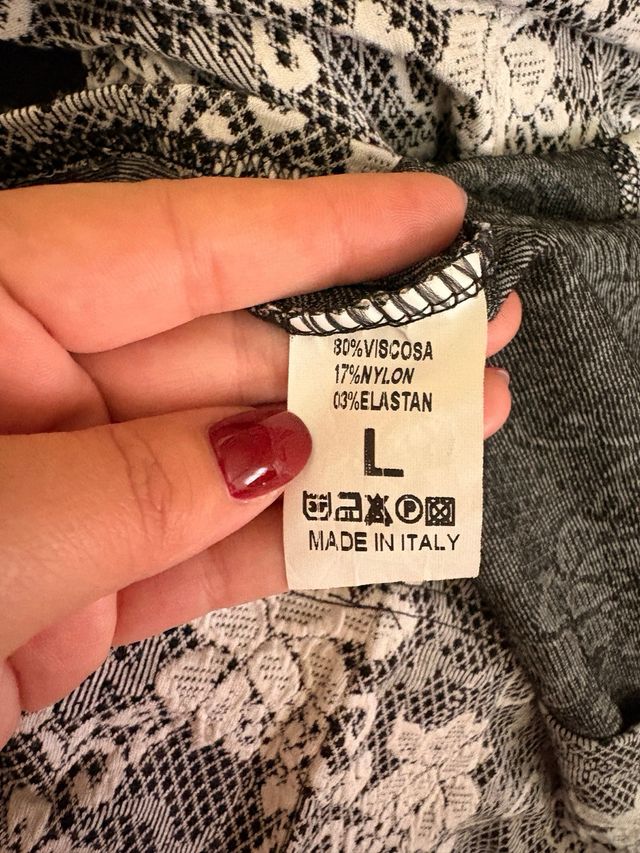 80%VISCOSA
17%NYLON
03%ELASTAN
L
P
MADE IN ITALY